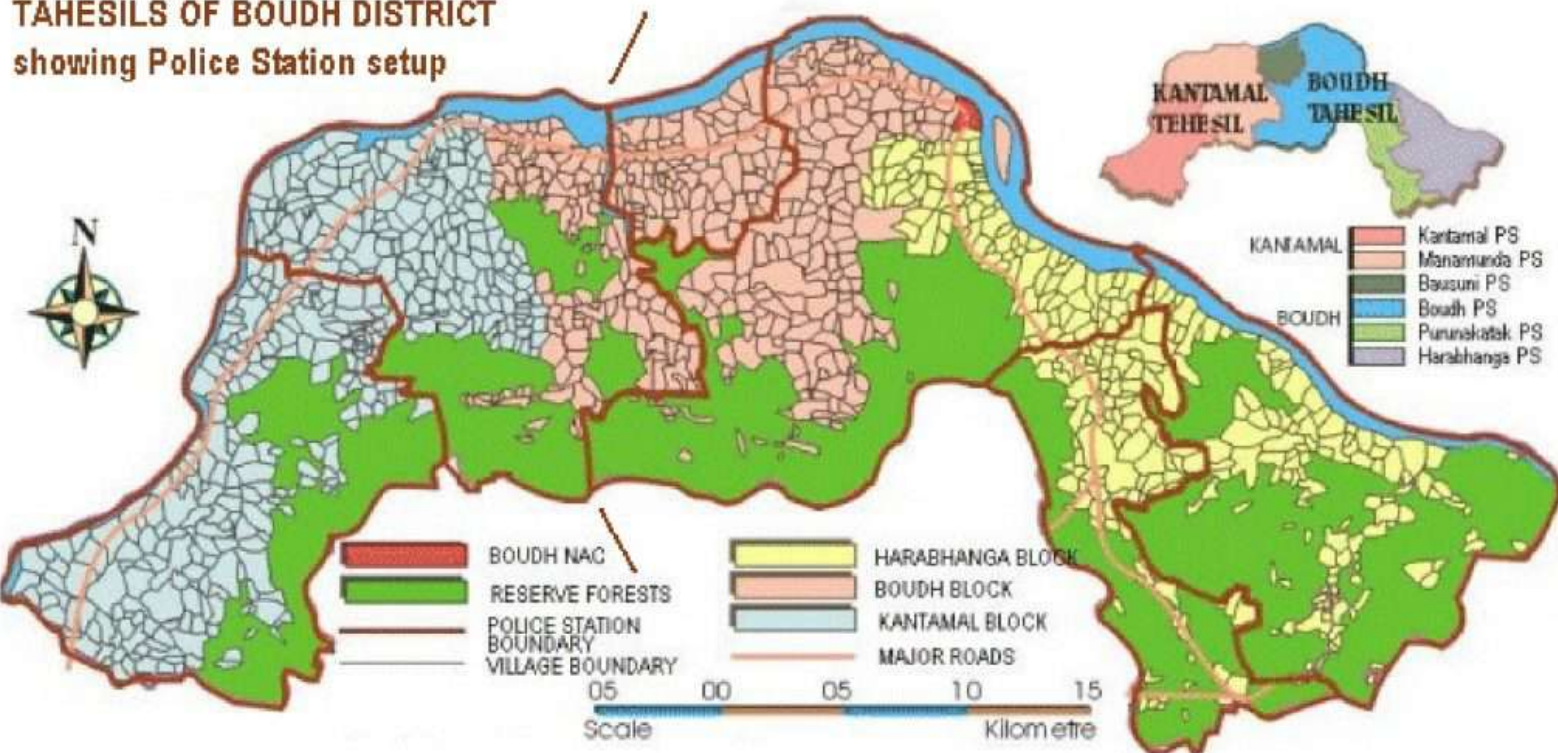 TAHESILS OF BOUDH DISTRICT
showing Police Station setup
KANTAMAL
TEHESIL
BOUDH
TAHESIL
N
KANTAMAL
BOUDH
Kantamal PS
Manamunda PS
Bausuni PS
Boudh PS
Purunakatak PS
Harabhanga PS
BOUDH NAC
RESERVE FORESTS
POLICE STATION
BOUNDARY
VILLAGE BOUNDARY
HARABHANGA BLOCK
BOUDH BLOCK
KANTAMAL BLOCK
MAJOR ROADS
05 00 05 10 15
Scale Kilometre